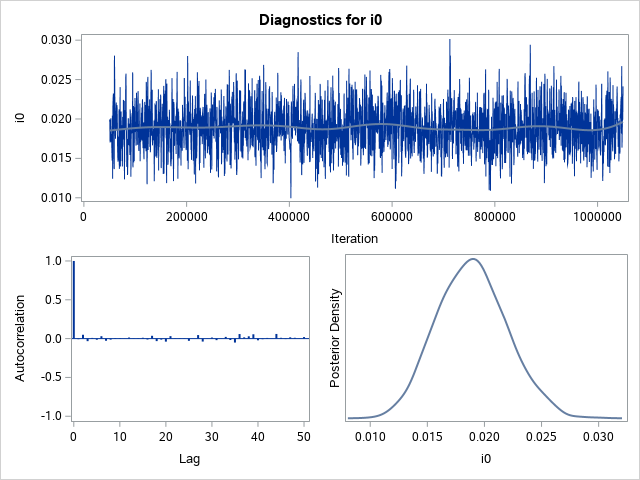 Diagnostics for i0
0.030
0.025
0.020
0.015
0.010
i0
0 200000 400000 600000 800000 1000000
Iteration
1.0
0.5
0.0
-0.5
-1.0
Autocorrelation
0 10 20 30 40 50
Lag
Posterior Density
0.010 0.015 0.020 0.025 0.030
i0